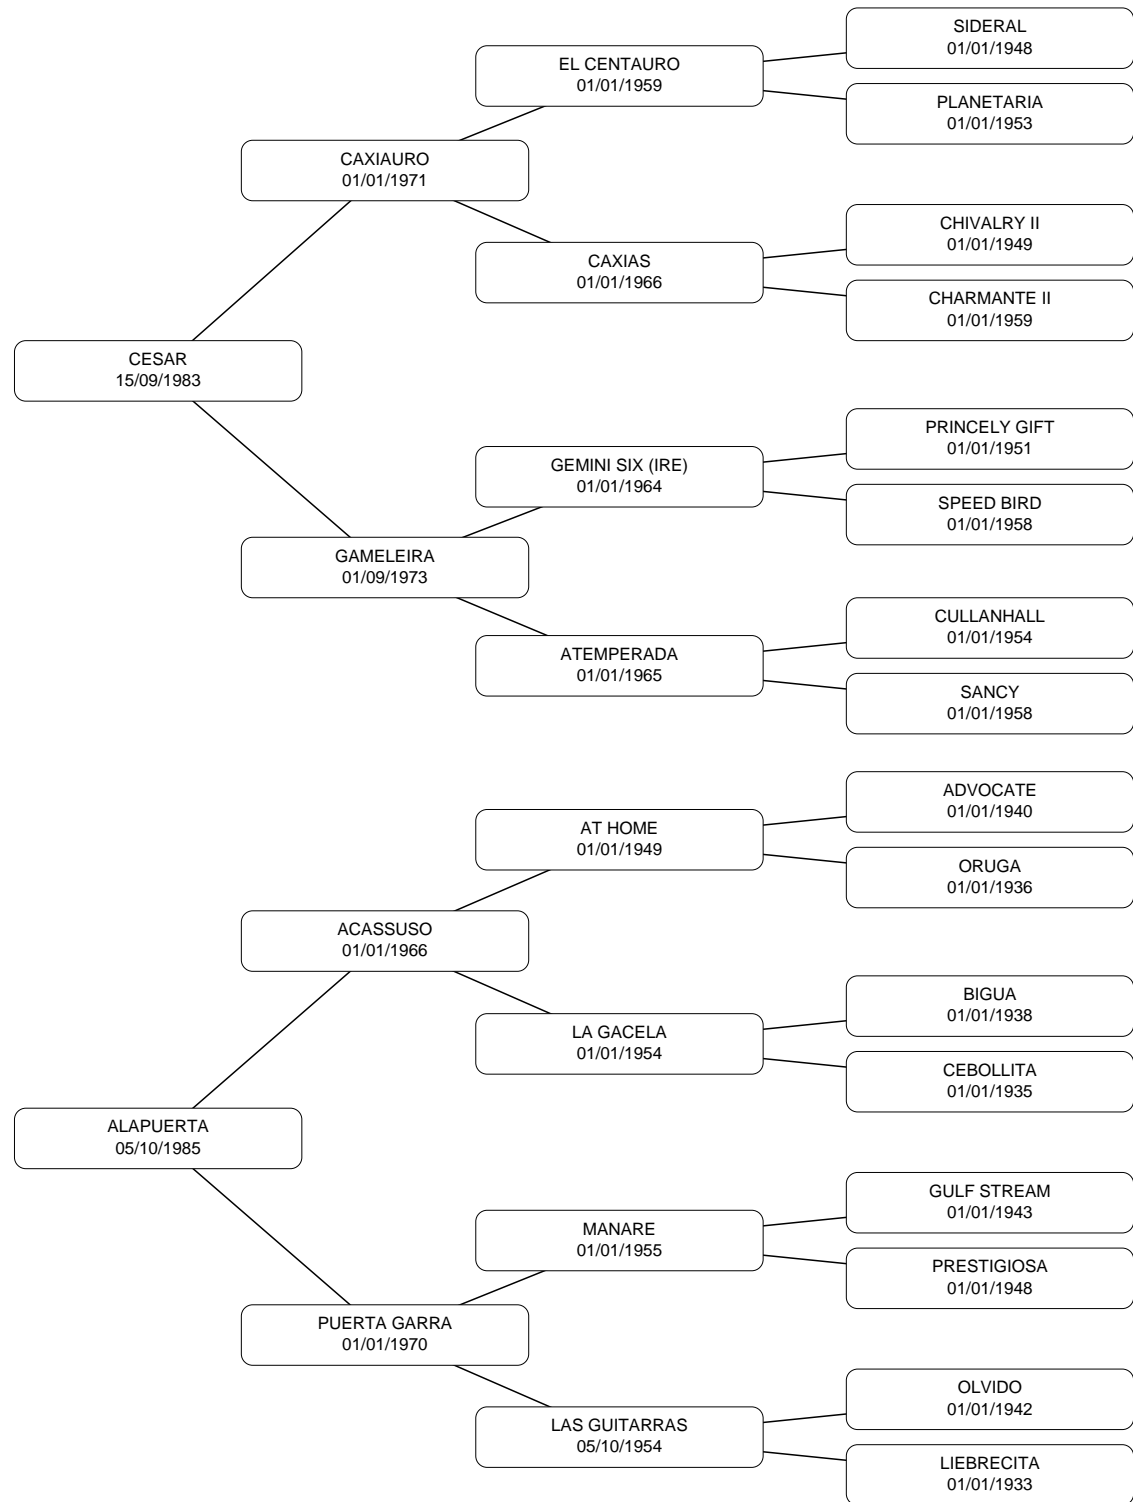 SIDERAL
01/01/1948
EL CENTAURO
01/01/1959
PLANETARIA
01/01/1953
CAXIAURO
01/01/1971
CHIVALRY II
01/01/1949
CAXIAS
01/01/1966
CHARMANTE II
01/01/1959
CESAR
15/09/1983
PRINCELY GIFT
01/01/1951
GEMINI SIX (IRE)
01/01/1964
SPEED BIRD
01/01/1958
GAMELEIRA
01/09/1973
CULLANHALL
01/01/1954
ATEMPERADA
01/01/1965
SANCY
01/01/1958
ADVOCATE
01/01/1940
AT HOME
01/01/1949
ORUGA
01/01/1936
ACASSUSO
01/01/1966
BIGUA
01/01/1938
LA GACELA
01/01/1954
CEBOLLITA
01/01/1935
ALAPUERTA
05/10/1985
GULF STREAM
01/01/1943
MANARE
01/01/1955
PRESTIGIOSA
01/01/1948
PUERTA GARRA
01/01/1970
OLVIDO
01/01/1942
LAS GUITARRAS
05/10/1954
LIEBRECITA
01/01/1933